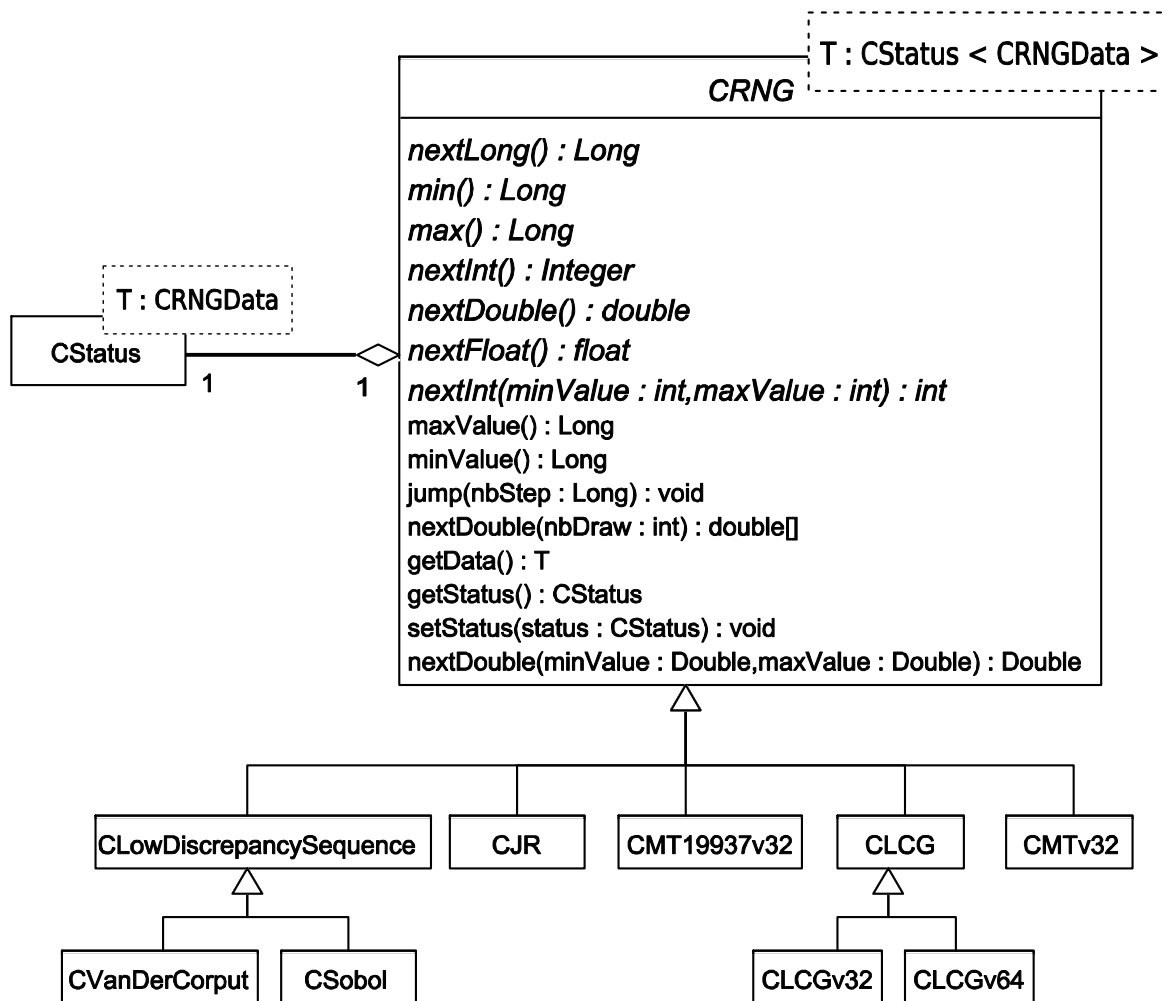 T : CStatus < CRNGData >
CRNG
nextLong() : Long
min() : Long
max() : Long
nextInt() : Integer
nextDouble() : double
nextFloat() : float
nextInt(minValue : int,maxValue : int) : int
maxValue() : Long
minValue() : Long
jump(nbStep : Long) : void
nextDouble(nbDraw : int) : double[]
getData() : T
getStatus() : CStatus
setStatus(status : CStatus) : void
nextDouble(minValue : Double,maxValue : Double) : Double
T : CRNGData
CStatus
1
1
CLowDiscrepancySequence
CJR
CMT19937v32
CLCG
CMTv32
CVanDerCorput
CSobol
CLCGv32
CLCGv64